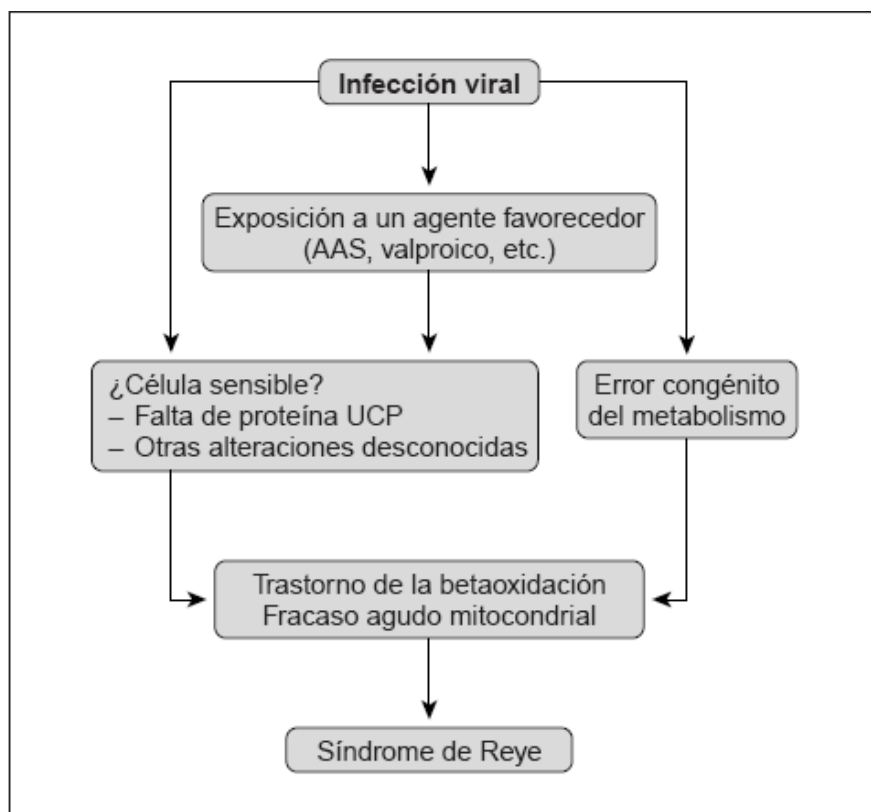 Infección viral
Exposición a un agente favorecedor
(AAS, valproico, etc.)
¿Célula sensible?
– Falta de proteína UCP
– Otras alteraciones desconocidas
Error congénito
del metabolismo
Trastorno de la betaoxidación
Fracaso agudo mitocondrial
Síndrome de Reye